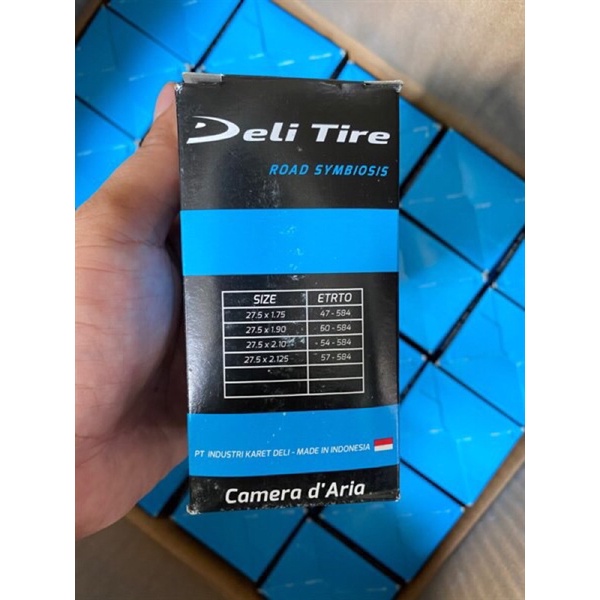 Deli Tire
ROAD SYMBIOSIS
SIZE ETRTO
27.5 x 1.75 47 - 584
27.5 x 1.90 50 - 584
27.5 x 2.10 54 - 584
27.5 x 2.125 57 - 584
PT INDUSTRI KARET DELI - MADE IN INDONESIA
Camera d'Aria